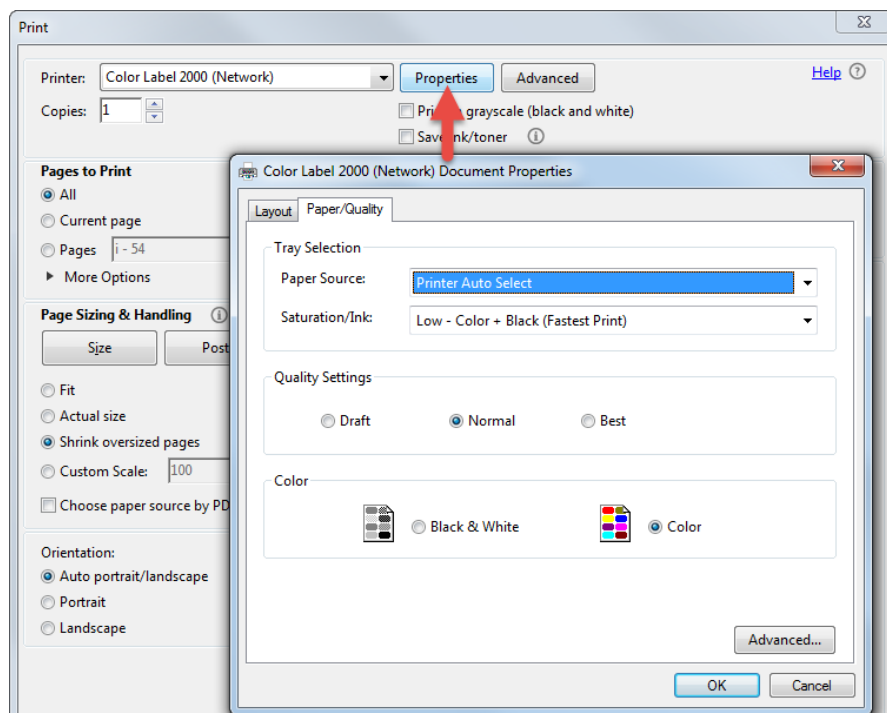 Print
Printer: Color Label 2000 (Network) Properties Advanced Help ?
Copies: 1 grayscale (black and white)
ink/toner i
Pages to Print
All
Current page
Pages i - 54
More Options
Page Sizing & Handling i
Size Post
Fit
Actual size
Shrink oversized pages
Custom Scale: 100
Choose paper source by PD
Orientation:
Auto portrait/landscape
Portrait
Landscape
Color Label 2000 (Network) Document Properties
Layout Paper/Quality
Tray Selection
Paper Source: Printer Auto Select
Saturation/Ink: Low - Color + Black (Fastest Print)
Quality Settings
Draft Normal Best
Color
Black & White Color
Advanced...
OK Cancel